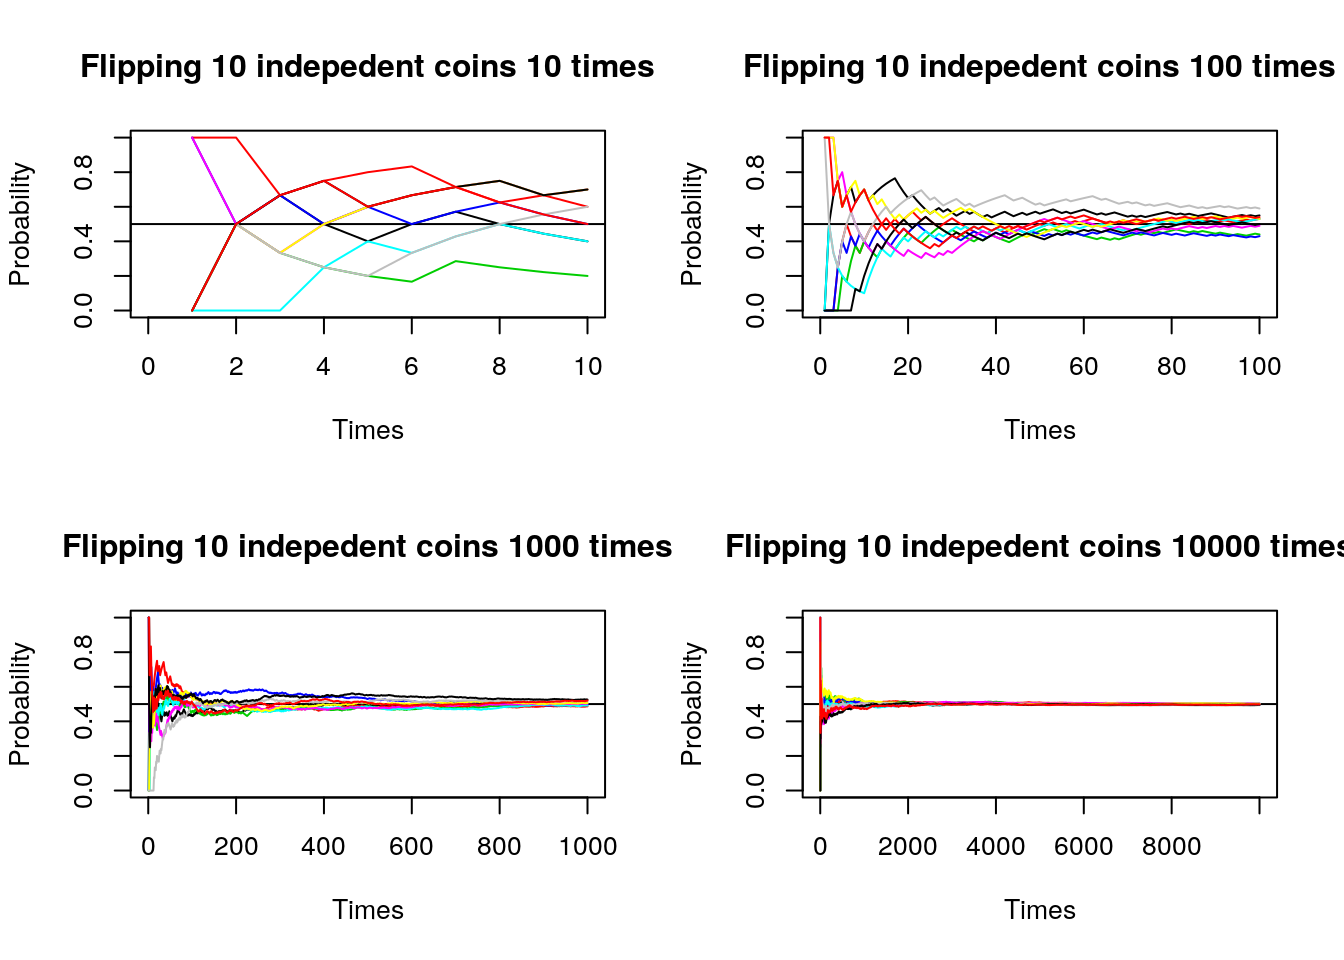 Flipping 10 indepedent coins 10 times
Probability
0.0 0.4 0.8
0 2 4 6 8 10
Times
Flipping 10 indepedent coins 100 times
Probability
0.0 0.4 0.8
0 20 40 60 80 100
Times
Flipping 10 indepedent coins 1000 times
Probability
0.0 0.4 0.8
0 200 400 600 800 1000
Times
Flipping 10 indepedent coins 10000 times
Probability
0.0 0.4 0.8
0 2000 4000 6000 8000
Times